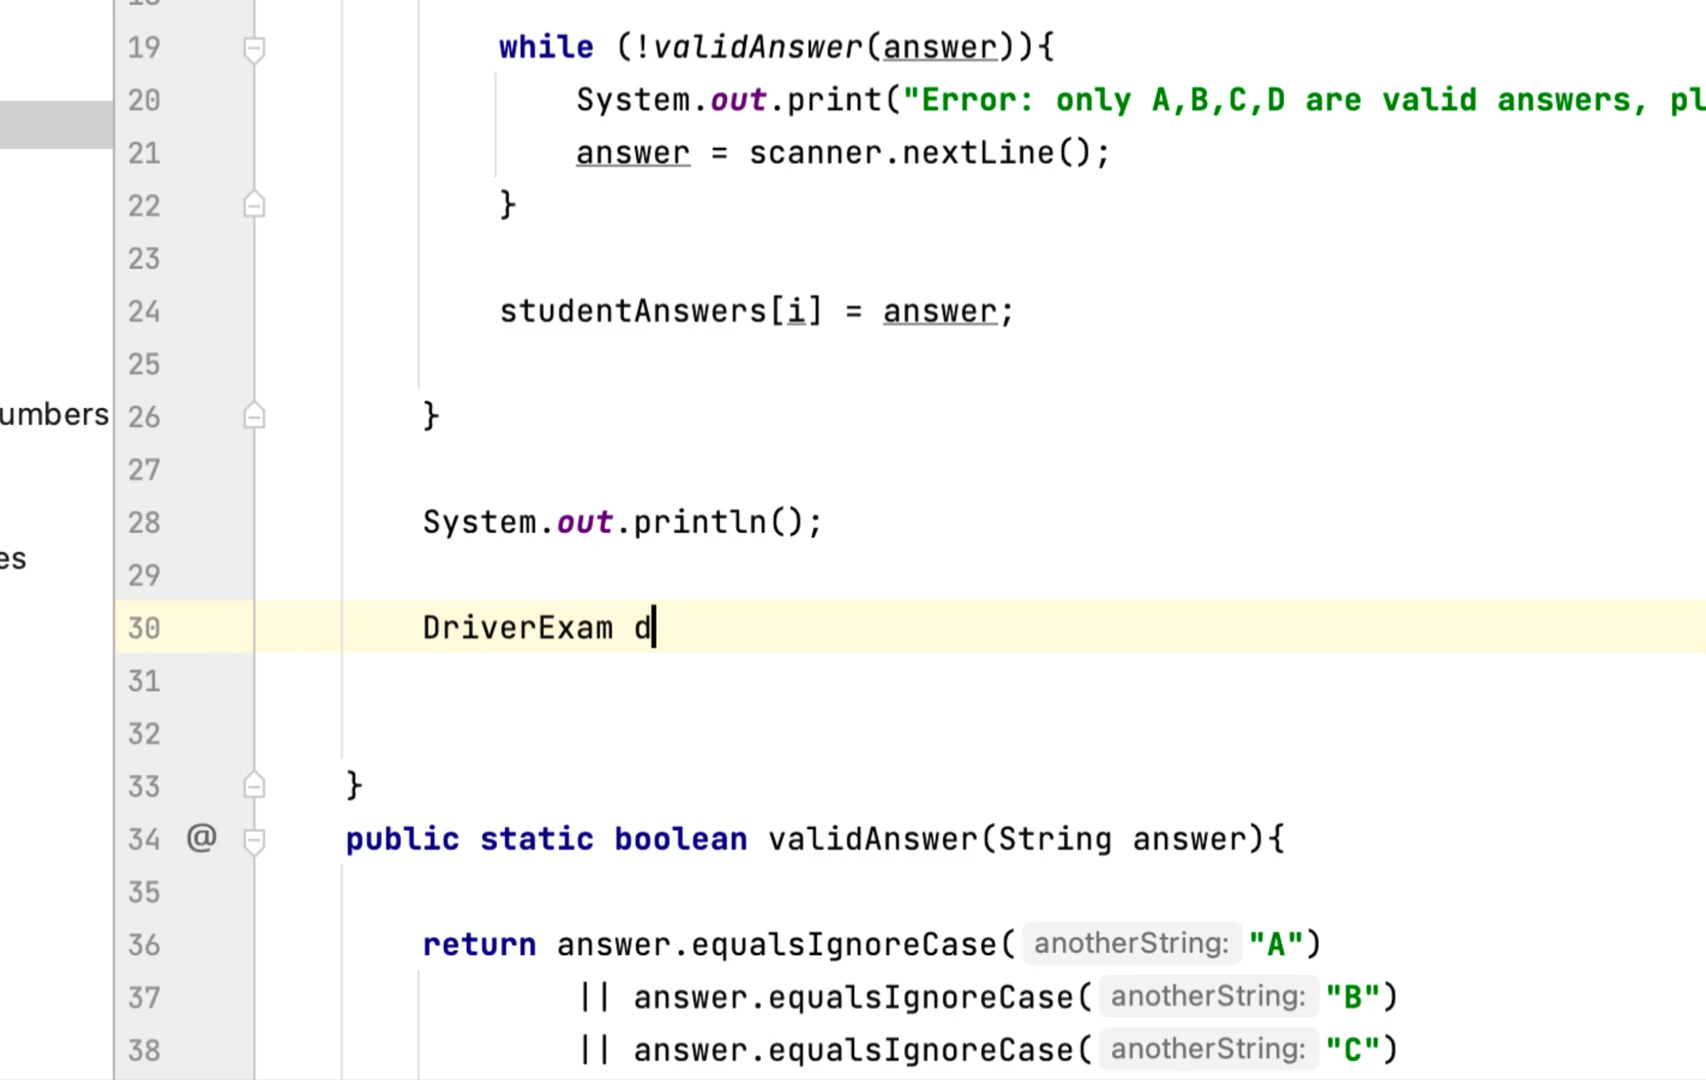 19 while (!validAnswer(answer)){
20 System.out.print("Error: only A,B,C,D are valid answers,
21 answer = scanner.nextLine();
22 }
23
24 studentAnswers[i] = answer;
25
umbers 26 }
27
28 System.out.println();
es 29
30 DriverExam d
31
32
33 }
34 @ public static boolean validAnswer(String answer){
35
36 return answer.equalsIgnoreCase( anotherString: "A")
37 || answer.equalsIgnoreCase( anotherString: "B")
38 || answer.equalsIgnoreCase( anotherString: "C")